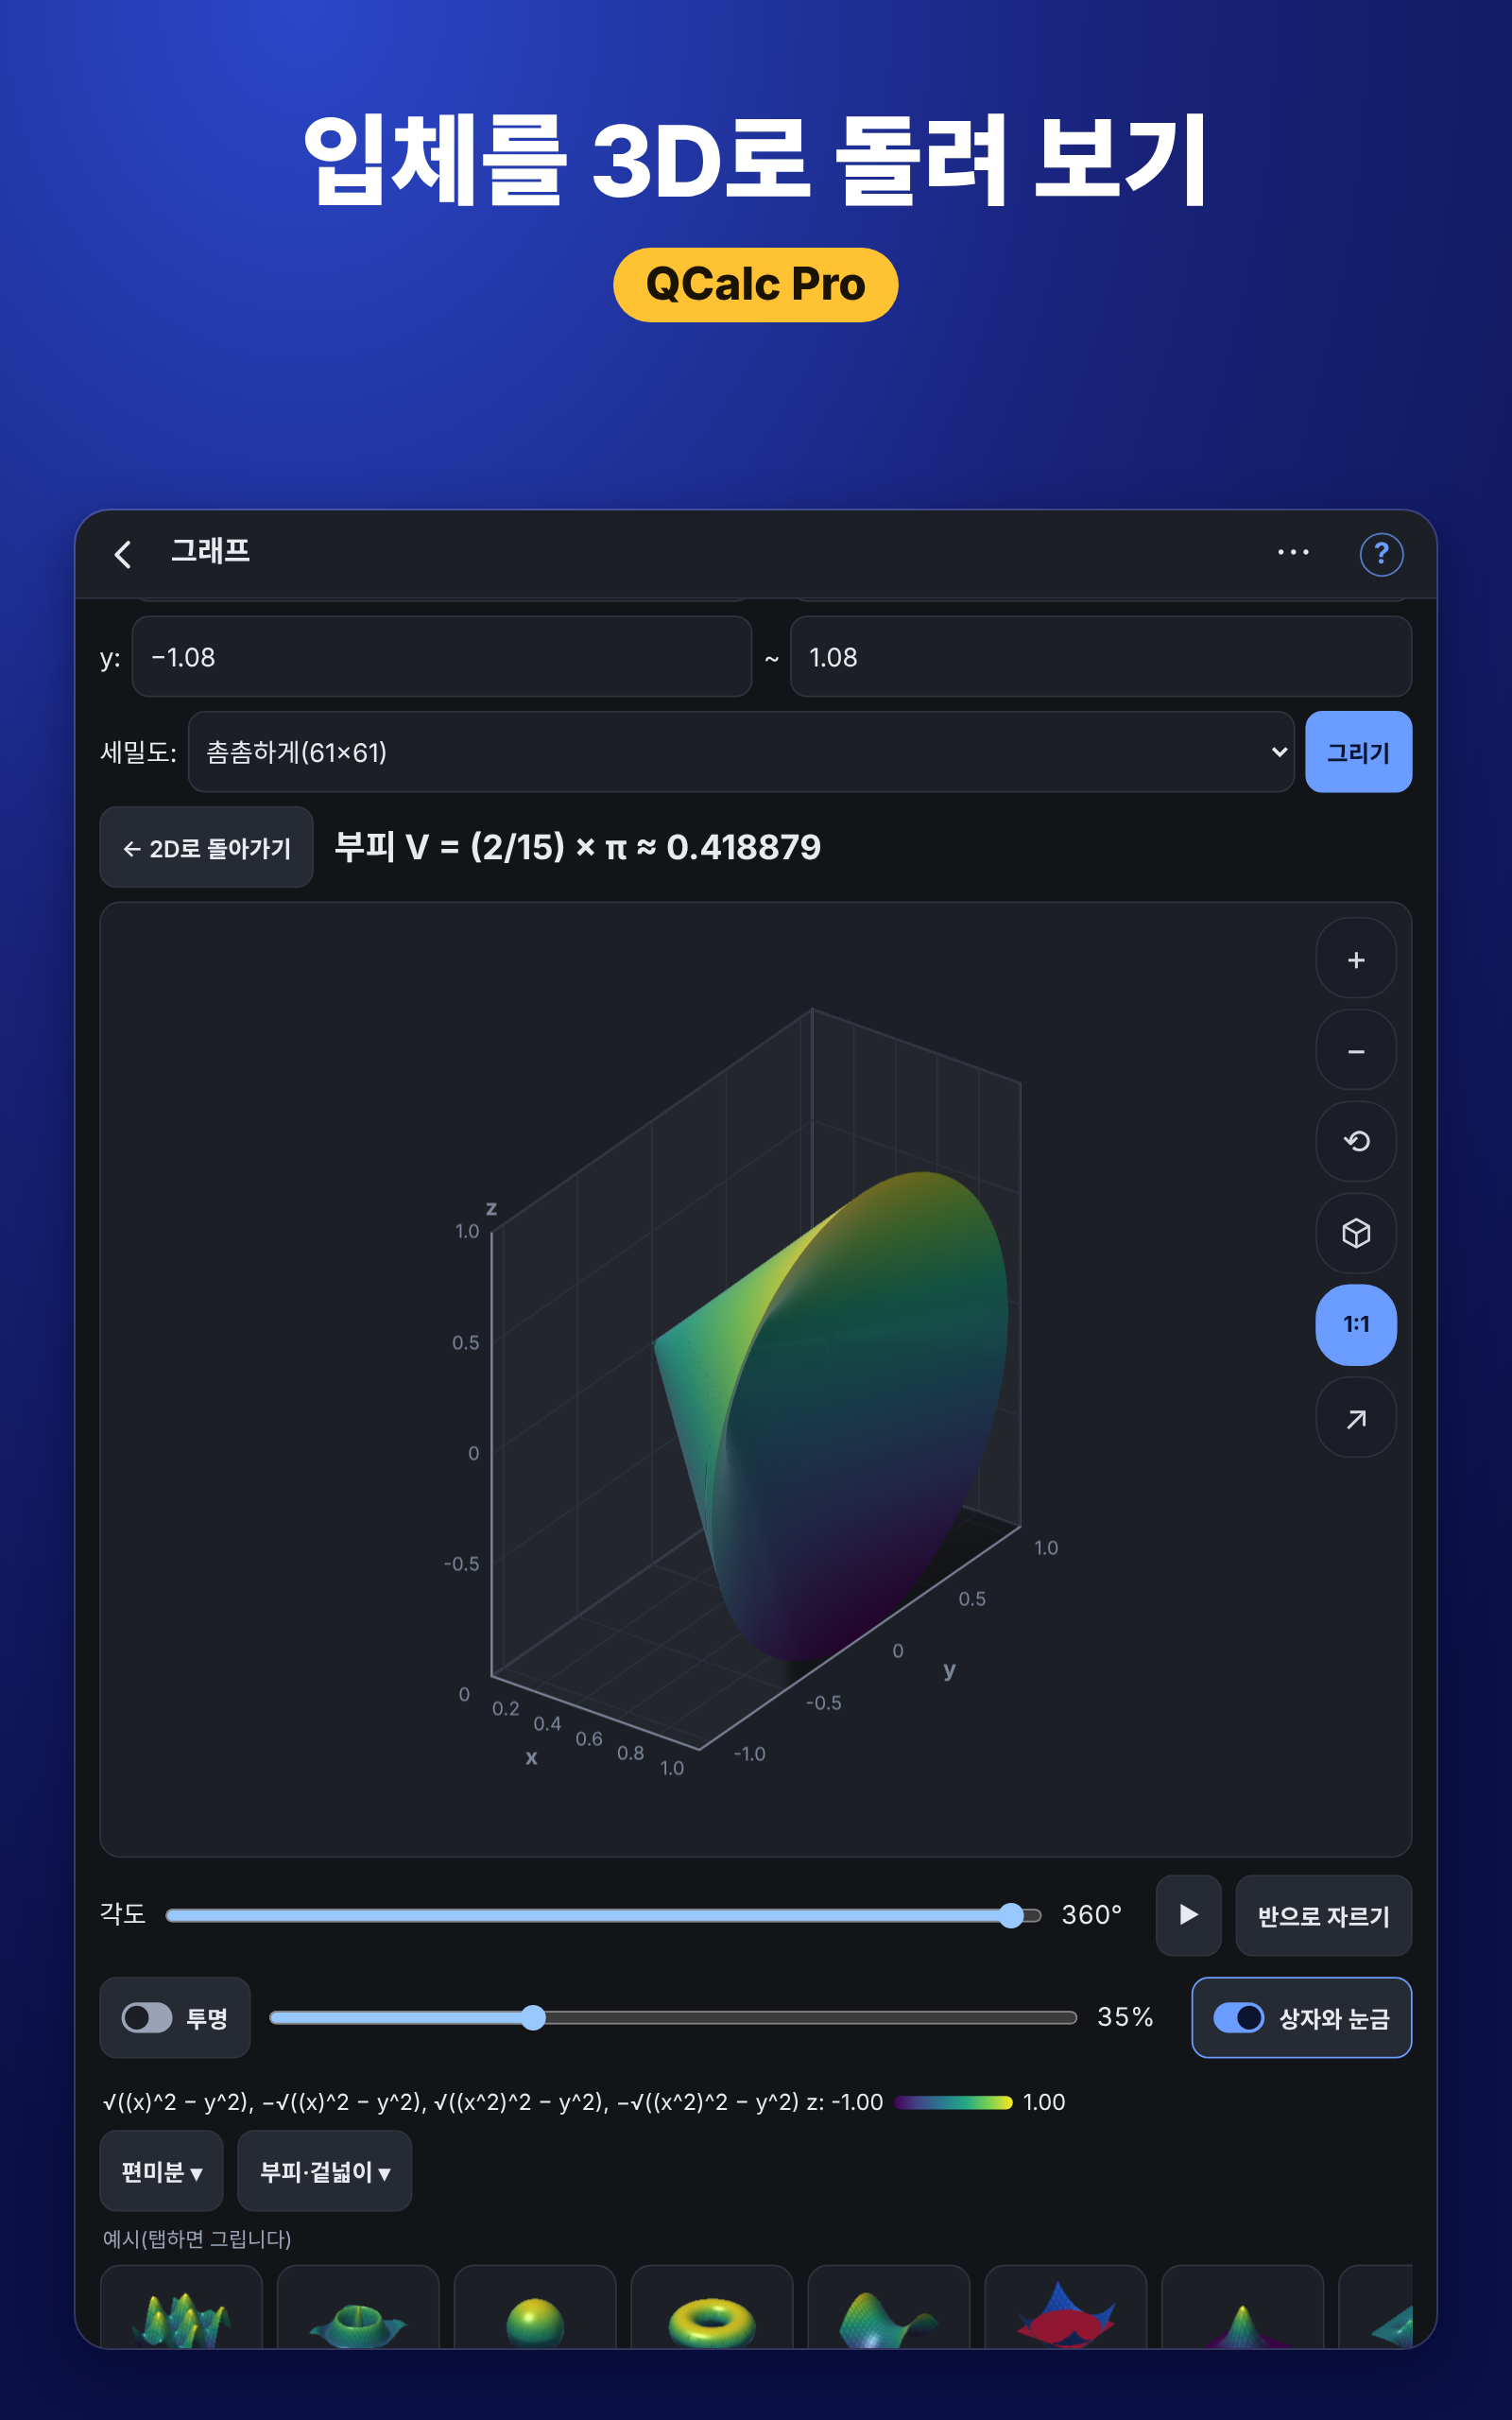 입체를 3D로 돌려 보기
QCalc Pro
그래프
··· ?
y: −1.08 ~ 1.08
세밀도: 촘촘하게(61×61) 그리기
← 2D로 돌아가기 부피 V = (2/15) × π ≈ 0.418879
+
−
⟲
1:1
↗
z
1.0
0.5
0
-0.5
0 0.2 0.4 0.6 0.8 1.0
x
-1.0 -0.5 0 0.5 1.0
y
각도 360° ▶ 반으로 자르기
투명 35% 상자와 눈금
√((x)^2 − y^2), −√((x)^2 − y^2), √((x^2)^2 − y^2), −√((x^2)^2 − y^2) z: -1.00 1.00
편미분 ▾ 부피·겉넓이 ▾
예시(탭하면 그립니다)